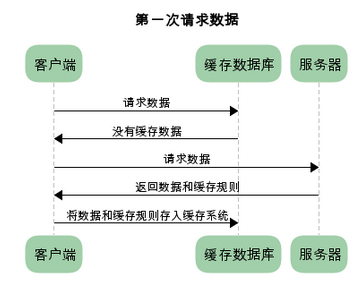 第一次请求数据
客户端
缓存数据库
服务器
请求数据
没有缓存数据
请求数据
返回数据和缓存规则
将数据和缓存规则存入缓存系统
客户端
缓存数据库
服务器